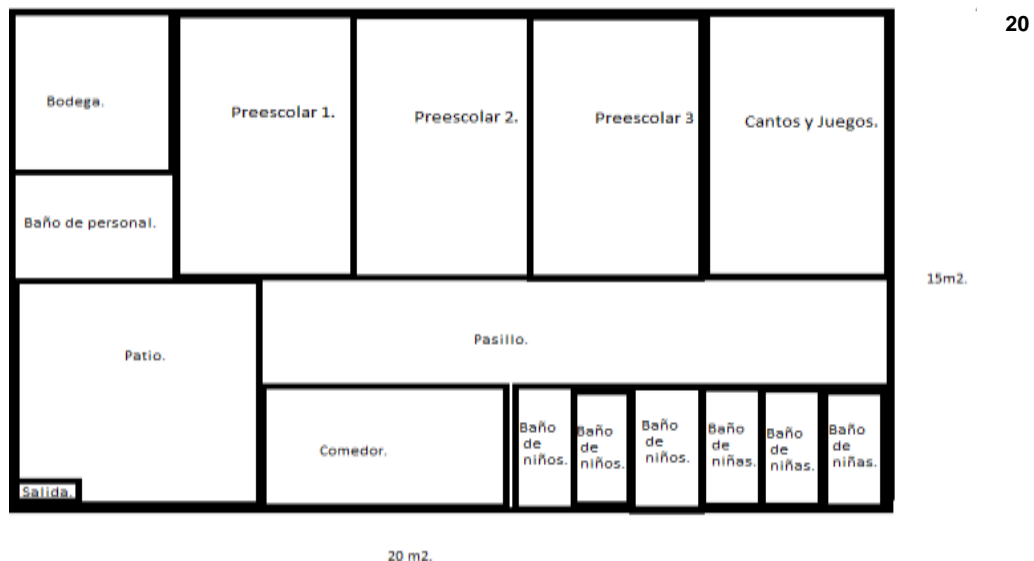 20
Bodega.
Preescolar 1.
Preescolar 2.
Preescolar 3
Cantos y Juegos.
Baño de personal.
15m2.
Pasillo.
Patio.
Comedor.
Baño
de
niños.
Baño
de
niños.
Baño
de
niños.
Baño
de
niñas.
Baño
de
niñas.
Baño
de
niñas.
Salida.
20 m2.